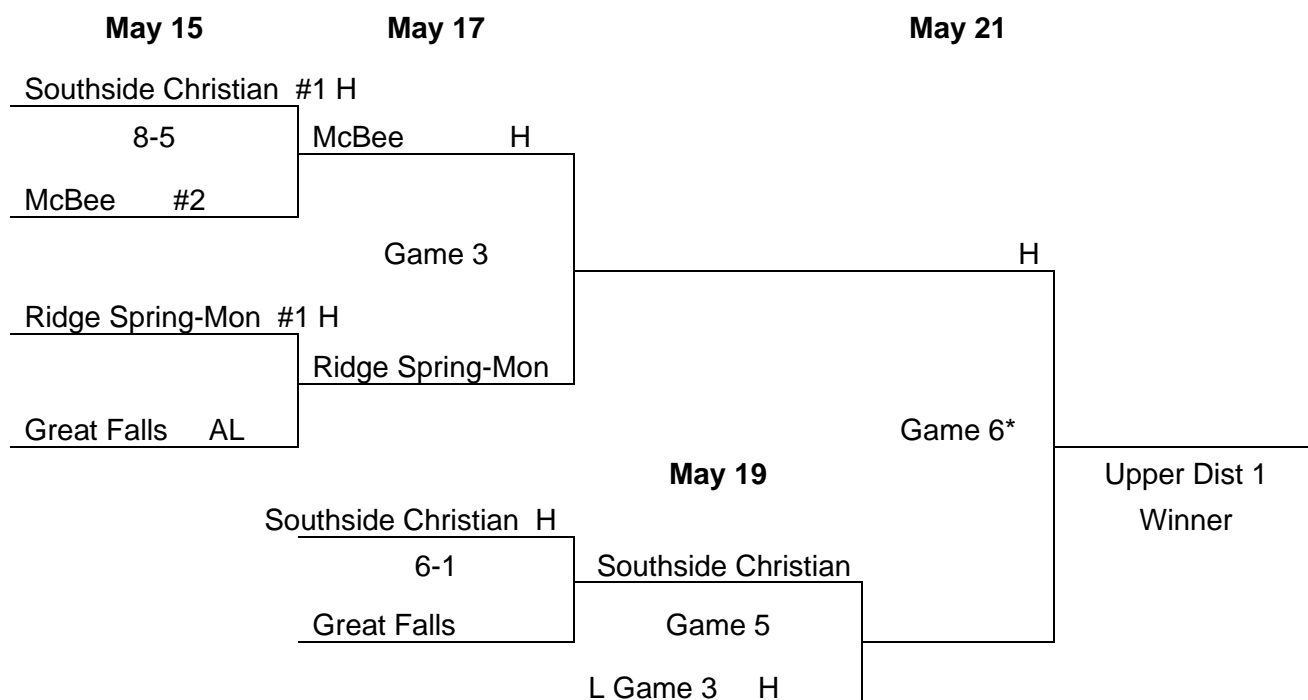 May 15 May 17 May 21
Southside Christian #1 H
8-5 McBee H
McBee #2
Game 3 H
Ridge Spring-Mon #1 H
Ridge Spring-Mon
Great Falls AL Game 6*
May 19 Upper Dist 1
Southside Christian H Winner
6-1 Southside Christian
Great Falls Game 5
L Game 3 H